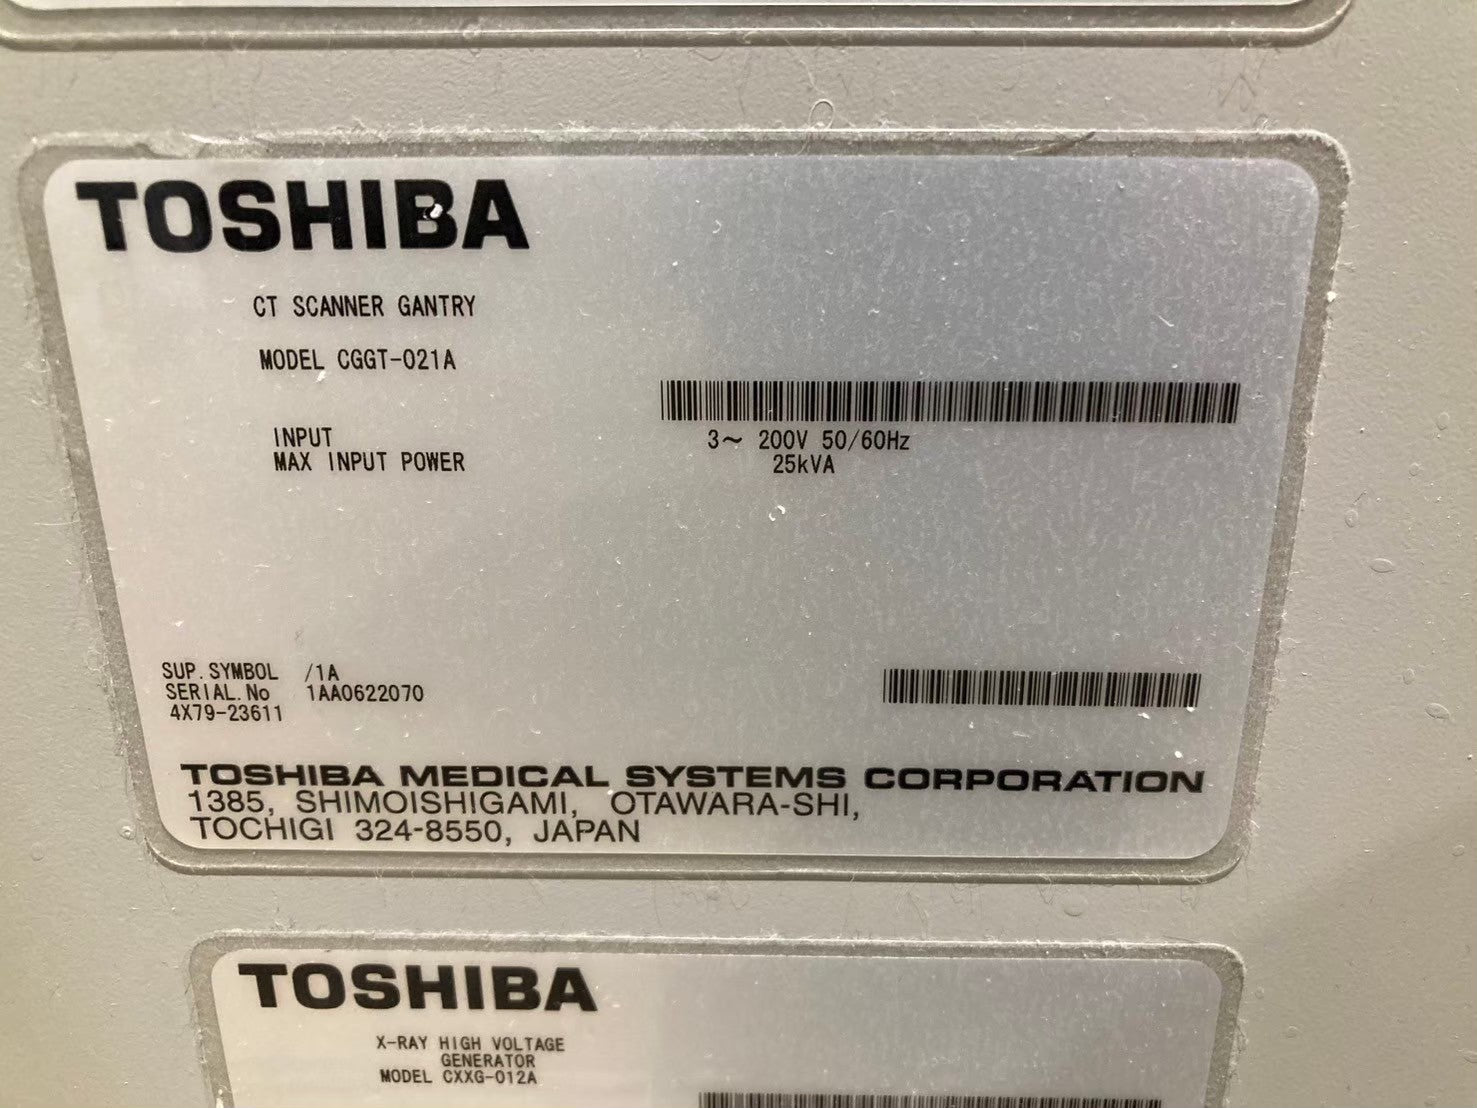 TOSHIBA
CT SCANNER GANTRY
MODEL CGGT-021A
INPUT 3~ 200V 50/60Hz
MAX INPUT POWER 25kVA
SUP.SYMBOL /1A
SERIAL.No 1AA0622070
4X79-23611
TOSHIBA MEDICAL SYSTEMS CORPORATION
1385, SHIMOISHIGAMI, OTAWARA-SHI,
TOCHIGI 324-8550, JAPAN
TOSHIBA
X-RAY HIGH VOLTAGE
GENERATOR
MODEL CXXG-012A